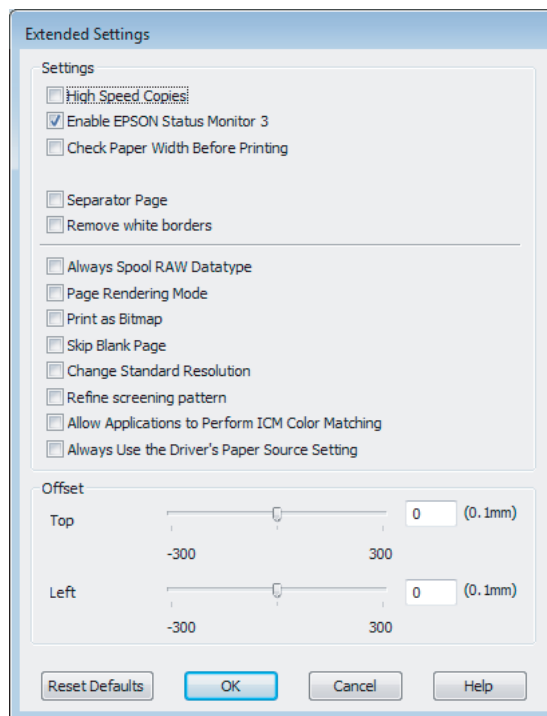 Extended Settings
Settings
High Speed Copies
Enable EPSON Status Monitor 3
Check Paper Width Before Printing
Separator Page
Remove white borders
Always Spool RAW Datatype
Page Rendering Mode
Print as Bitmap
Skip Blank Page
Change Standard Resolution
Refine screening pattern
Allow Applications to Perform ICM Color Matching
Always Use the Driver's Paper Source Setting
Offset
Top 0 (0.1mm)
-300 300
Left 0 (0.1mm)
-300 300
Reset Defaults OK Cancel Help